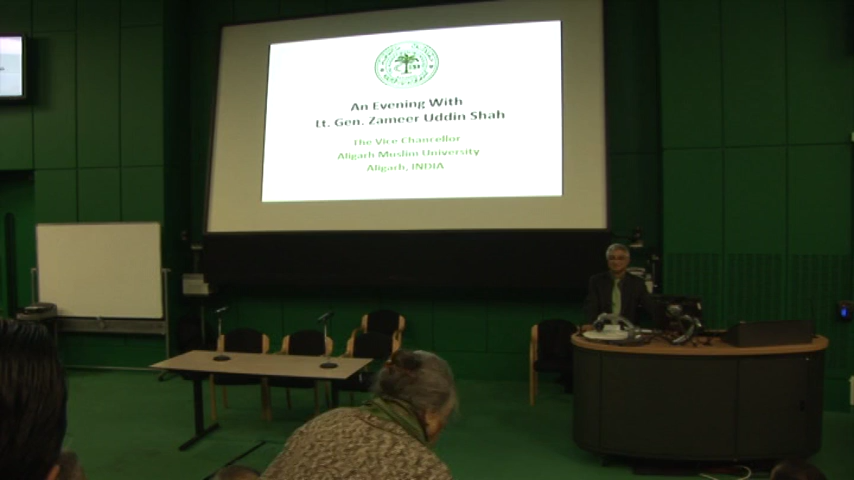 An Evening With
Lt. Gen. Zameer Uddin Shah
The Vice Chancellor
Aligarh Muslim University
Aligarh, INDIA